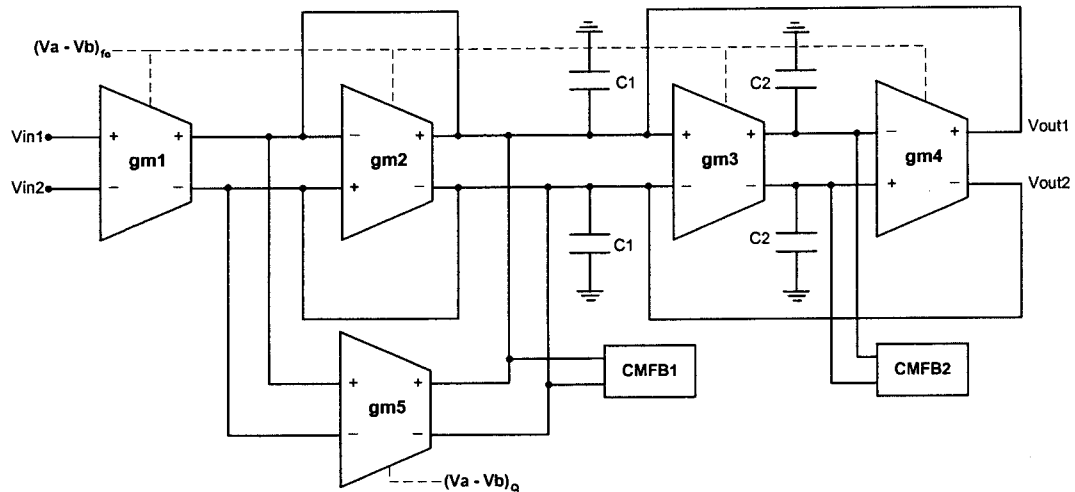 (Va - Vb)fo
C1
C2
Vin1
+
+
−
+
+
+
−
+
Vout1
gm1
gm2
gm3
gm4
Vin2
−
−
+
−
−
−
+
−
Vout2
C1
C2
+
+
CMFB1
CMFB2
gm5
−
−
(Va - Vb)Q